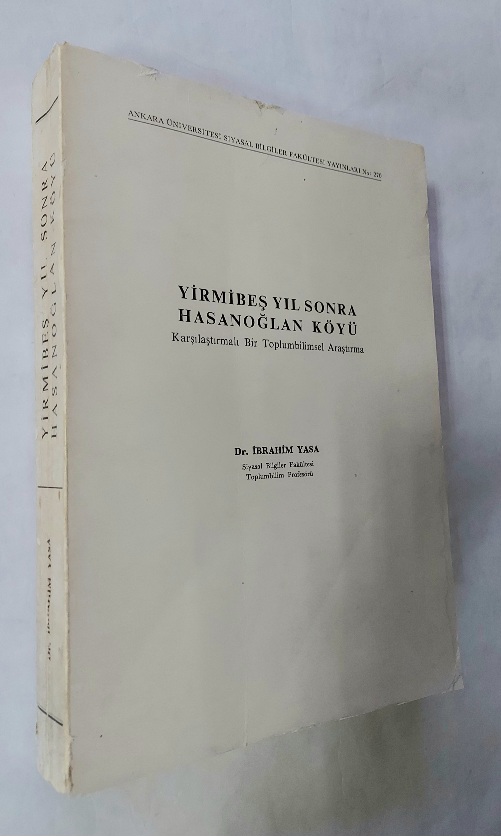 ANKARA ÜNİVERSİTESİ SİYASAL BİLGİLER FAKÜLTESİ YAYINLARI No: 270
YİRMİBEŞ YIL SONRA
HASANOĞLAN KÖYÜ
Karşılaştırmalı Bir Toplumbilimsel Araştırma
Dr. İBRAHİM YASA
Siyasal Bilgiler Fakültesi
Toplumbilim Profesörü
YİRMİBEŞ YIL SONRA
HASANOĞLAN KÖYÜ
Dr. İBRAHİM YASA